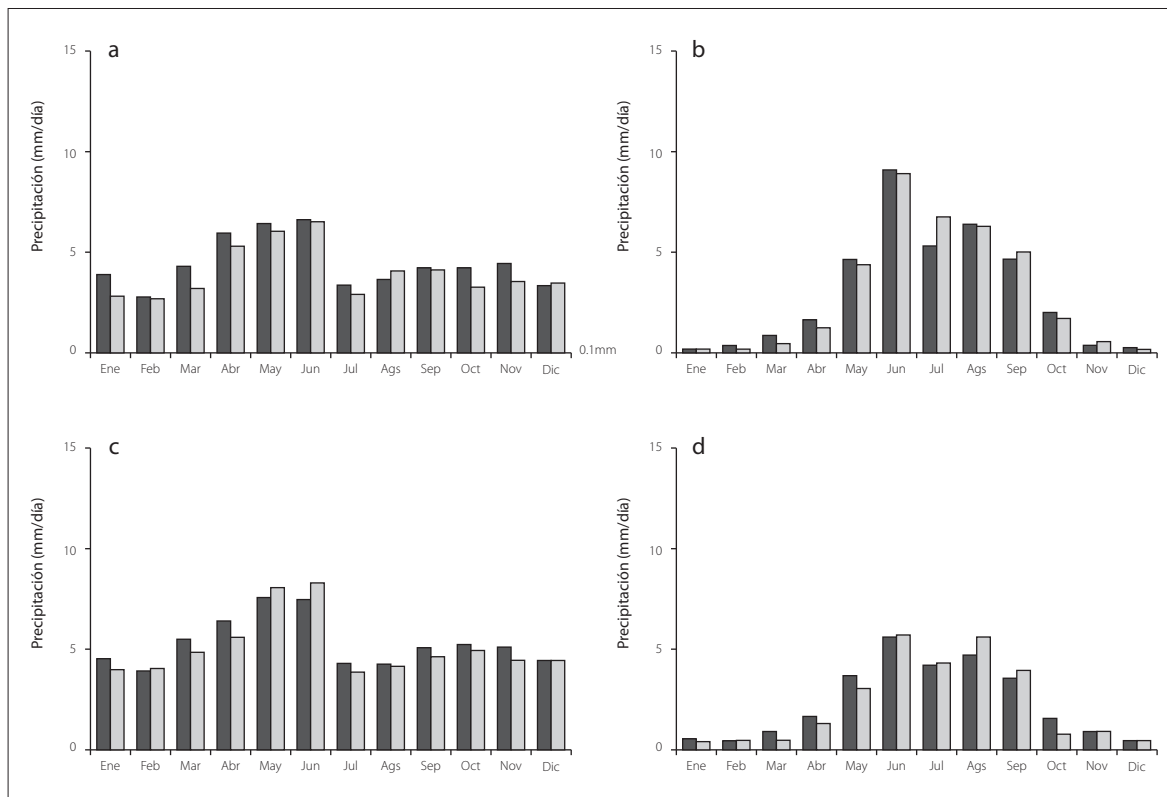 a
15
10
5
0
Precipitación (mm/día)
Ene Feb Mar Abr May Jun Jul Ags Sep Oct Nov Dic
0.1mm
b
15
10
5
0
Precipitación (mm/día)
Ene Feb Mar Abr May Jun Jul Ags Sep Oct Nov Dic
c
15
10
5
0
Precipitación (mm/día)
Ene Feb Mar Abr May Jun Jul Ags Sep Oct Nov Dic
d
15
10
5
0
Precipitación (mm/día)
Ene Feb Mar Abr May Jun Jul Ags Sep Oct Nov Dic